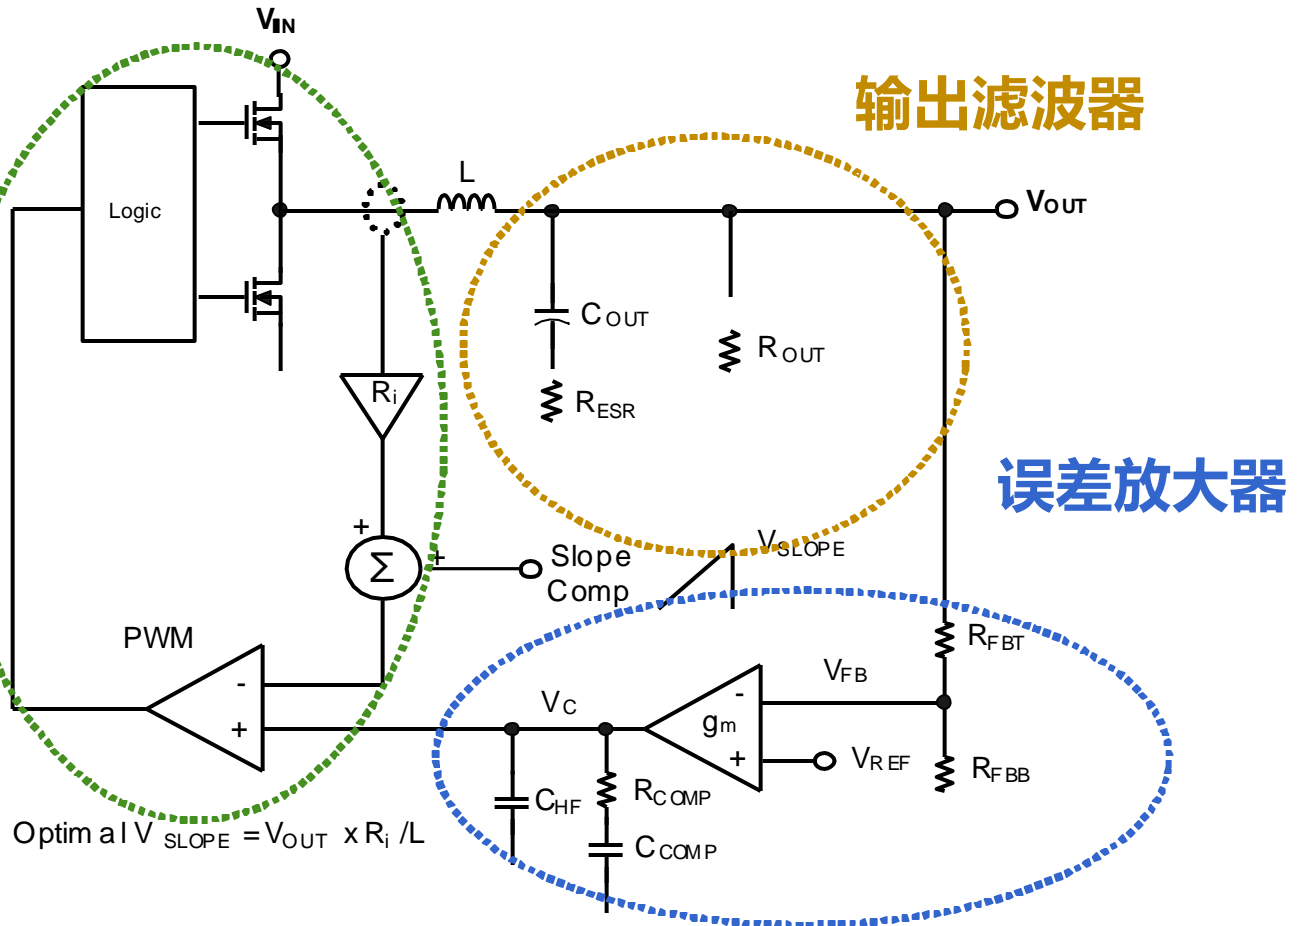 VIN
输出滤波器
L
VOUT
Logic
COUT
ROUT
Ri
RESR
误差放大器
+
VSLOPE
+
Σ
Slope
Comp
PWM
RFBT
VFB
-
-
VC
gm
+
+
VREF
RFBB
CHF
RCOMP
CCOMP
Optimal VSLOPE = VOUT x Ri /L